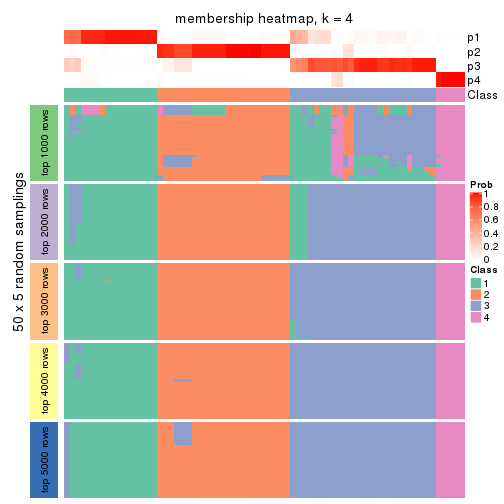 membership heatmap, k = 4
p1
p2
p3
p4
Class
50 x 5 random samplings
top 1000 rows
top 2000 rows
top 3000 rows
top 4000 rows
top 5000 rows
Prob
1
0.8
0.6
0.4
0.2
0
Class
1
2
3
4